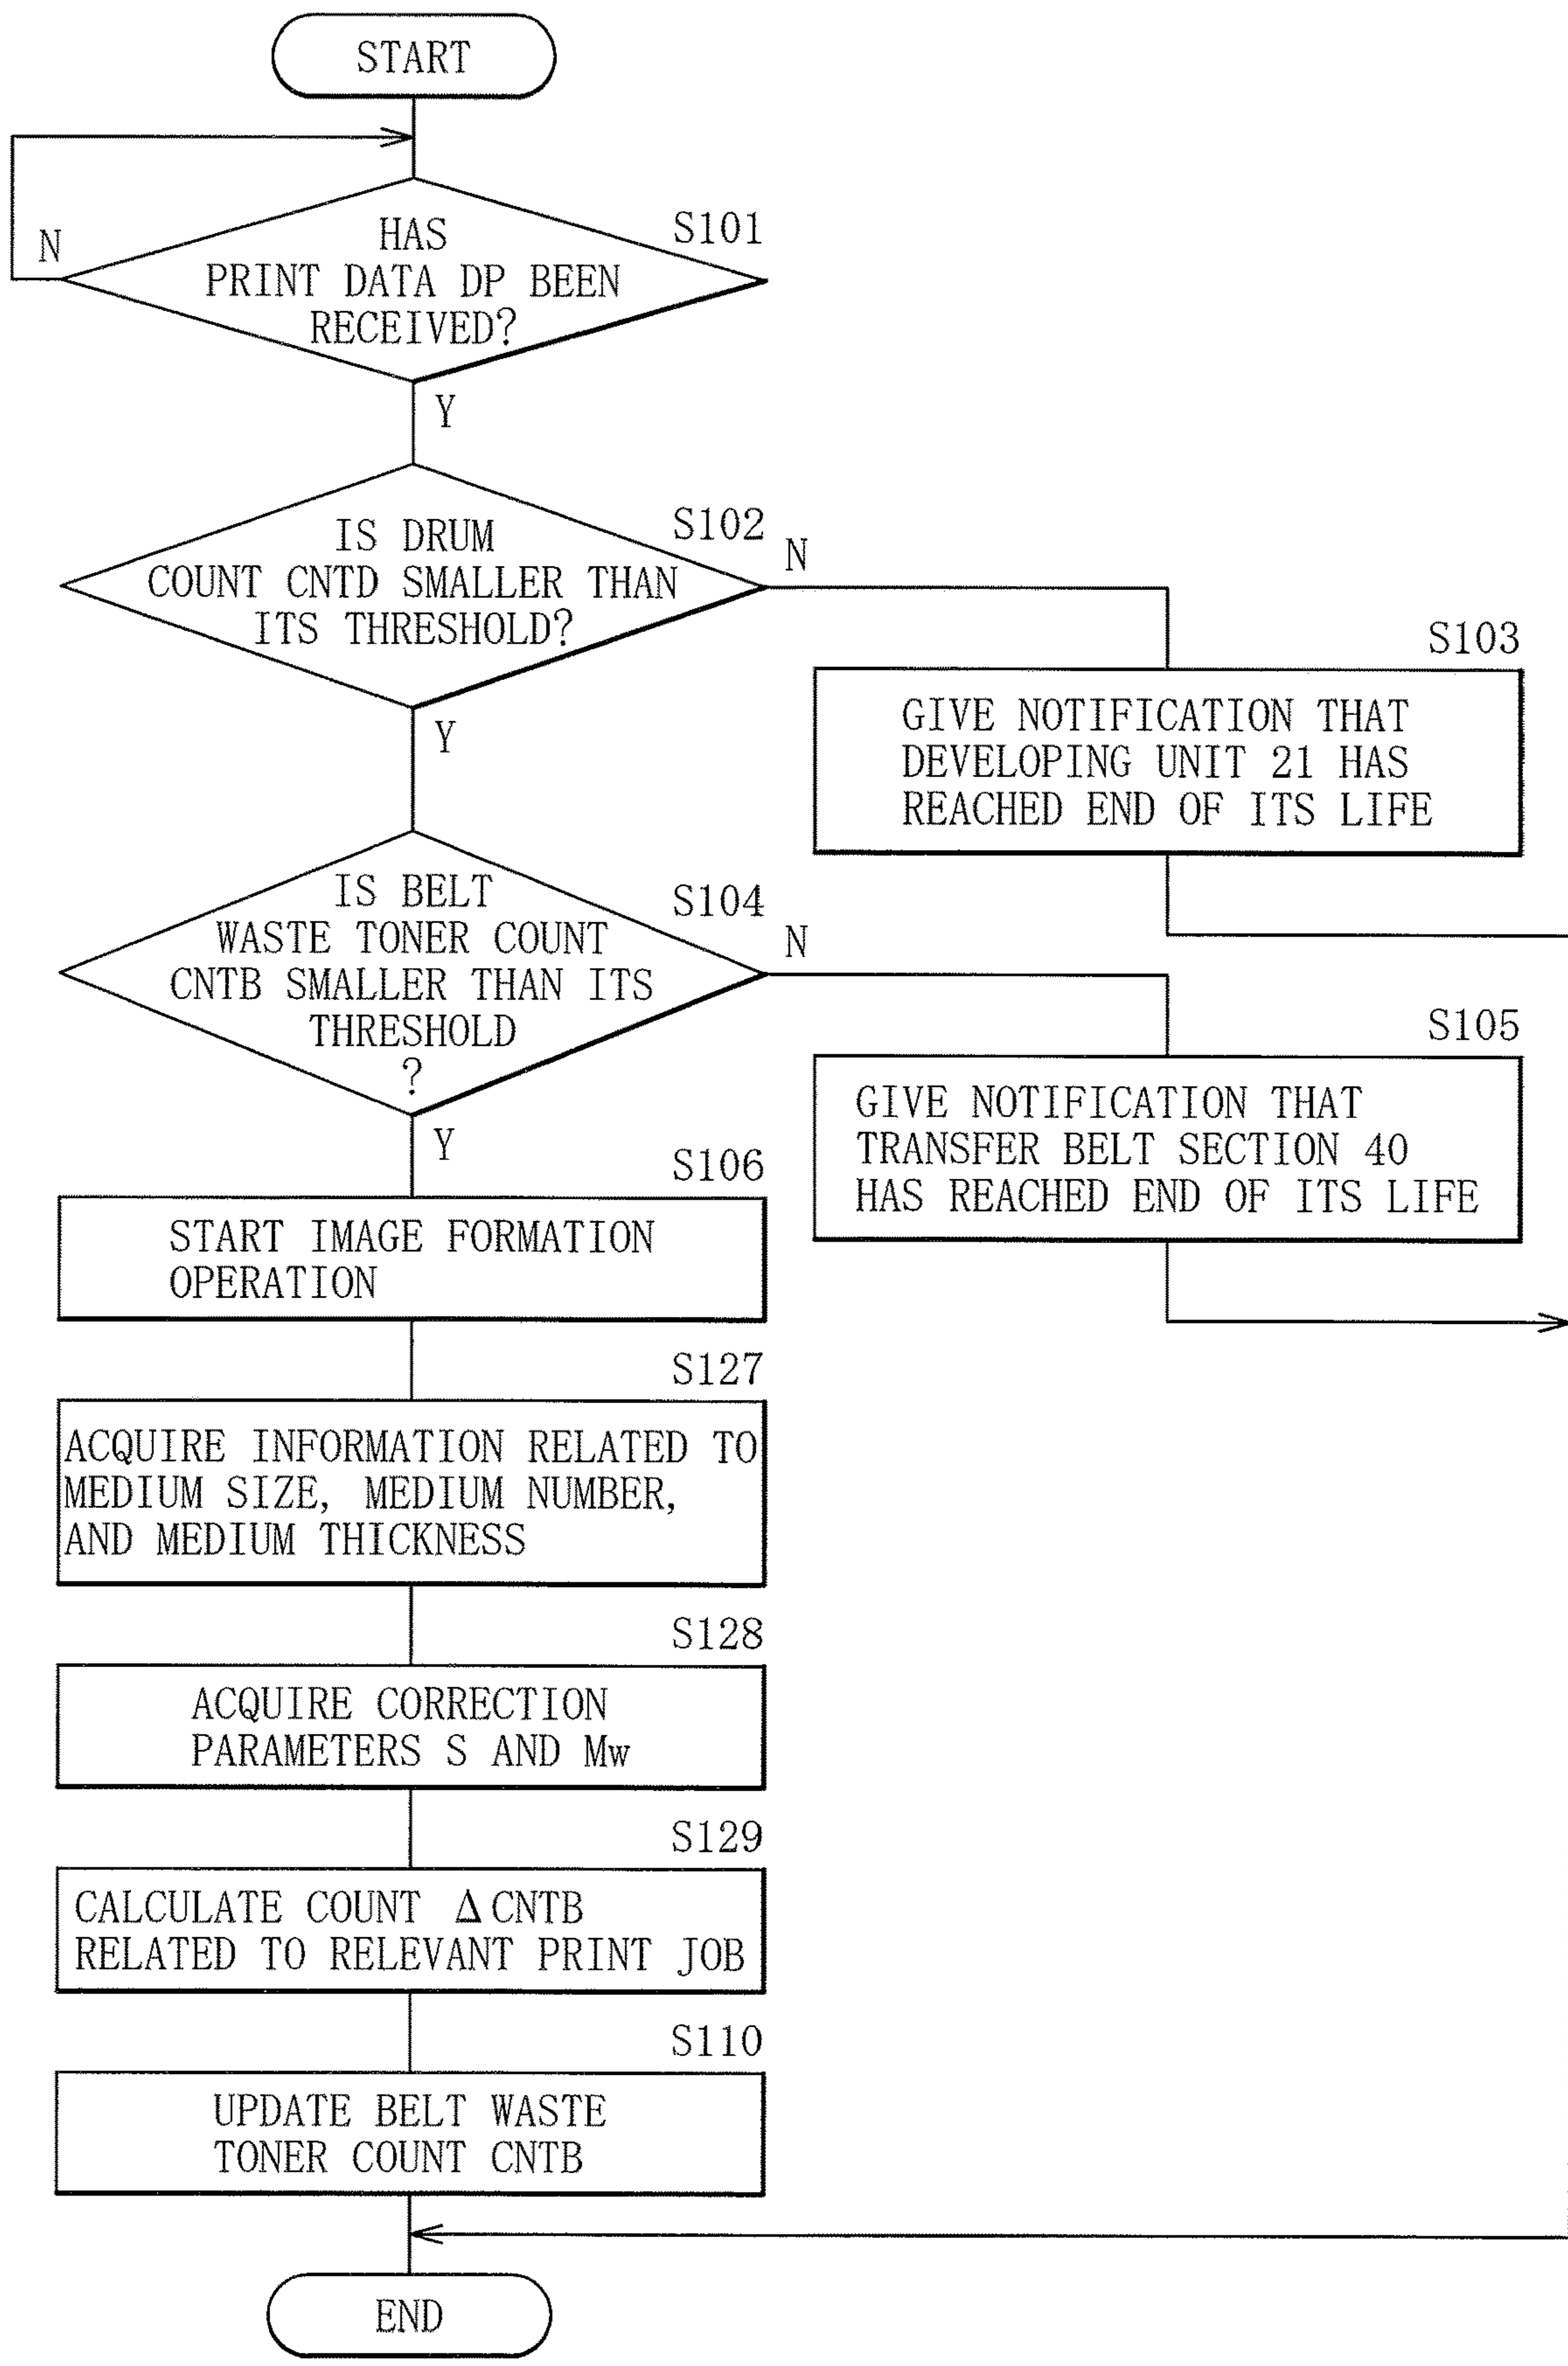 START
N
S101
HAS
PRINT DATA DP BEEN
RECEIVED?
Y
S102
N
IS DRUM
COUNT CNTD SMALLER THAN
ITS THRESHOLD?
Y
S103
GIVE NOTIFICATION THAT
DEVELOPING UNIT 21 HAS
REACHED END OF ITS LIFE
S104
N
IS BELT
WASTE TONER COUNT
CNTB SMALLER THAN ITS
THRESHOLD
?
Y
S105
GIVE NOTIFICATION THAT
TRANSFER BELT SECTION 40
HAS REACHED END OF ITS LIFE
S106
START IMAGE FORMATION
OPERATION
S127
ACQUIRE INFORMATION RELATED TO
MEDIUM SIZE, MEDIUM NUMBER,
AND MEDIUM THICKNESS
S128
ACQUIRE CORRECTION
PARAMETERS S AND Mw
S129
CALCULATE COUNT ΔCNTB
RELATED TO RELEVANT PRINT JOB
S110
UPDATE BELT WASTE
TONER COUNT CNTB
END